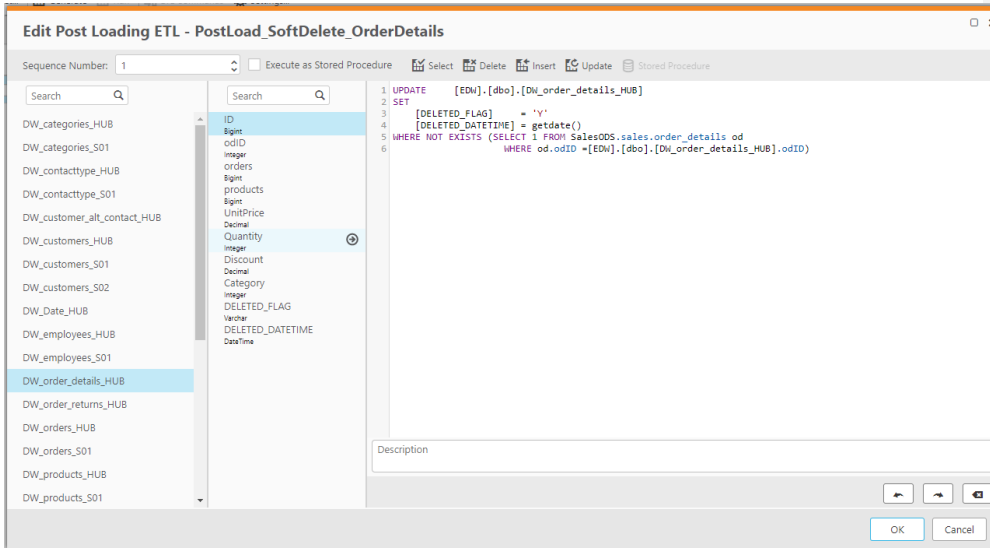 Edit Post Loading ETL - PostLoad_SoftDelete_OrderDetails
Sequence Number: 1 Execute as Stored Procedure Select Delete Insert Update Stored Procedure
Search
DW_categories_HUB
DW_categories_S01
DW_contacttype_HUB
DW_contacttype_S01
DW_customer_alt_contact_HUB
DW_customers_HUB
DW_customers_S01
DW_customers_S02
DW_Date_HUB
DW_employees_HUB
DW_employees_S01
DW_order_details_HUB
DW_order_returns_HUB
DW_orders_HUB
DW_orders_S01
DW_products_HUB
DW_products_S01
Search
ID
Bigint
odID
Integer
orders
Bigint
products
Bigint
UnitPrice
Decimal
Quantity
Integer
Discount
Decimal
Category
Integer
DELETED_FLAG
Varchar
DELETED_DATETIME
DateTime
1 UPDATE [EDW].[dbo].[DW_order_details_HUB]
2 SET
3 [DELETED_FLAG] = 'Y'
4 [DELETED_DATETIME] = getdate()
5 WHERE NOT EXISTS (SELECT 1 FROM SalesODS.sales.order_details od
6 WHERE od.odID =[EDW].[dbo].[DW_order_details_HUB].odID)
Description
OK Cancel